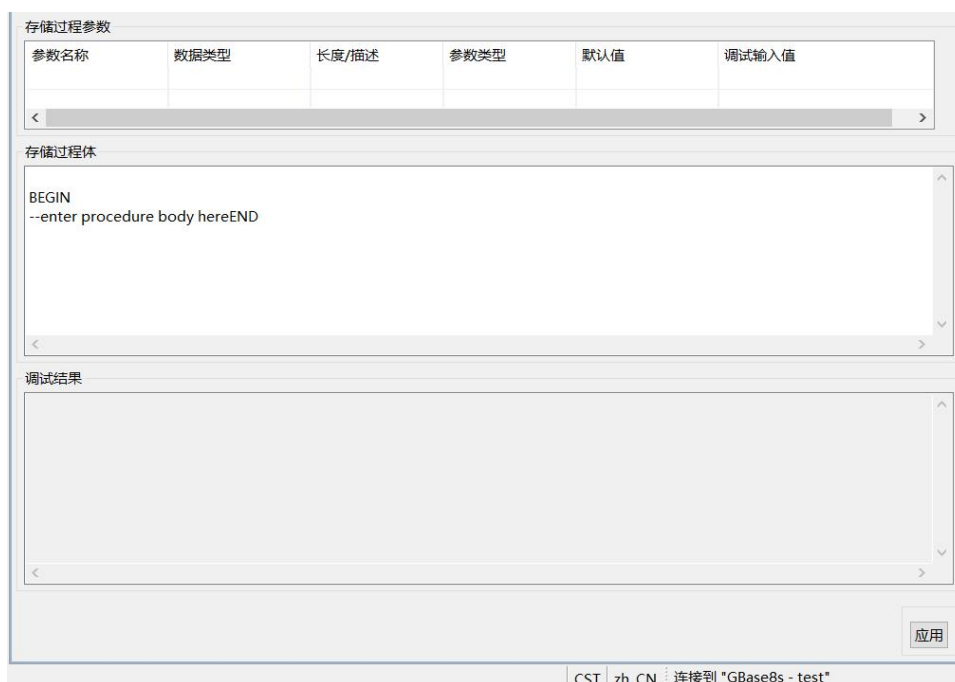 存储过程参数
参数名称 数据类型 长度/描述 参数类型 默认值 调试输入值
存储过程体
BEGIN
--enter procedure body hereEND
调试结果
应用
CST zh_CN 连接到 "GBase8s - test"